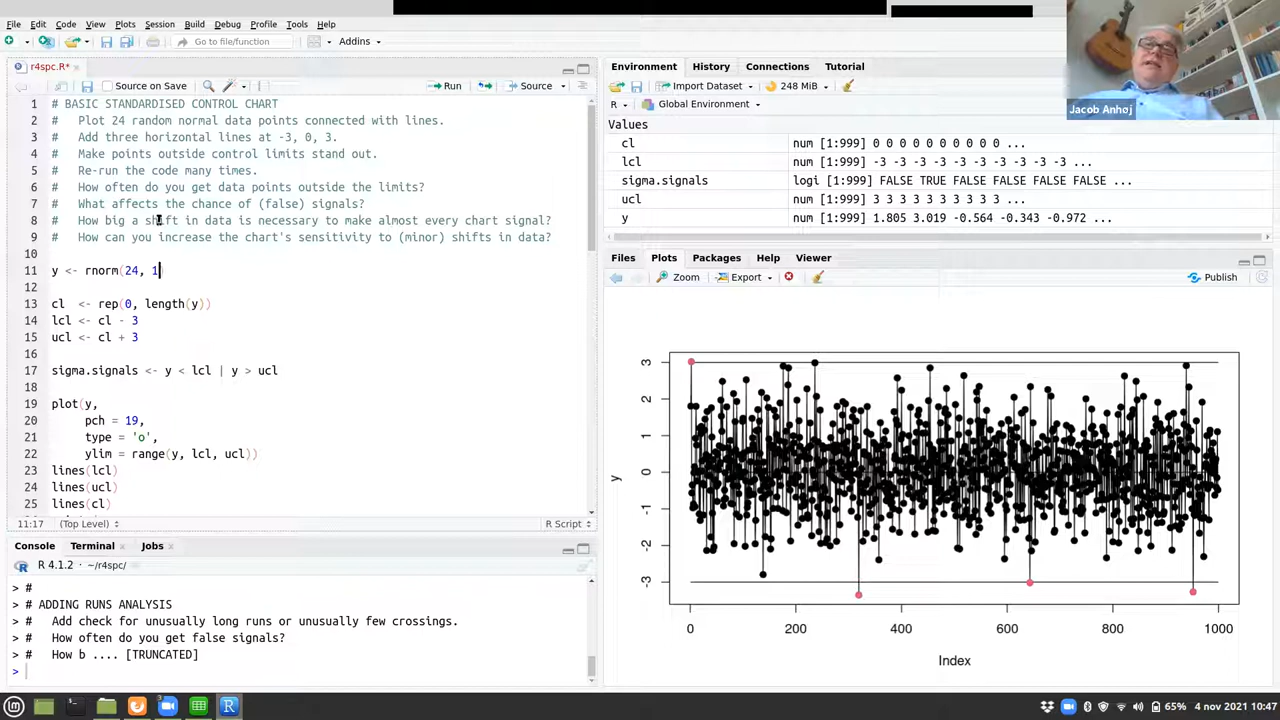 File Edit Code View Plots Session Build Debug Profile Tools Help
Go to file/function Addins
r4spc.R*
Source on Save Run Source
1 # BASIC STANDARDISED CONTROL CHART
2 # Plot 24 random normal data points connected with lines.
3 # Add three horizontal lines at -3, 0, 3.
4 # Make points outside control limits stand out.
5 # Re-run the code many times.
6 # How often do you get data points outside the limits?
7 # What affects the chance of (false) signals?
8 # How big a shift in data is necessary to make almost every chart signal?
9 # How can you increase the chart's sensitivity to (minor) shifts in data?
10
11 y <- rnorm(24, 1)
12
13 cl <- rep(0, length(y))
14 lcl <- cl - 3
15 ucl <- cl + 3
16
17 sigma.signals <- y < lcl | y > ucl
18
19 plot(y,
20 pch = 19,
21 type = 'o',
22 ylim = range(y, lcl, ucl))
23 lines(lcl)
24 lines(ucl)
25 lines(cl)
11:17 (Top Level) R Script
Console Terminal Jobs
R 4.1.2 · ~/r4spc/
> #
> # ADDING RUNS ANALYSIS
> # Add check for unusually long runs or unusually few crossings.
> # How often do you get false signals?
> # How b .... [TRUNCATED]
>
Environment History Connections Tutorial
Import Dataset 248 MiB
R Global Environment
Values
cl num [1:999] 0 0 0 0 0 0 0 0 0 0 ...
lcl num [1:999] -3 -3 -3 -3 -3 -3 -3 -3 -3 -3 ...
sigma.signals logi [1:999] FALSE TRUE FALSE FALSE FALSE FALSE ...
ucl num [1:999] 3 3 3 3 3 3 3 3 3 3 ...
y num [1:999] 1.805 3.019 -0.564 -0.343 -0.972 ...
Files Plots Packages Help Viewer
Zoom Export Publish
3
2
1
0
-1
-2
-3
y
0 200 400 600 800 1000
Index
Jacob Anhøj
65% 4 nov 2021 10:47